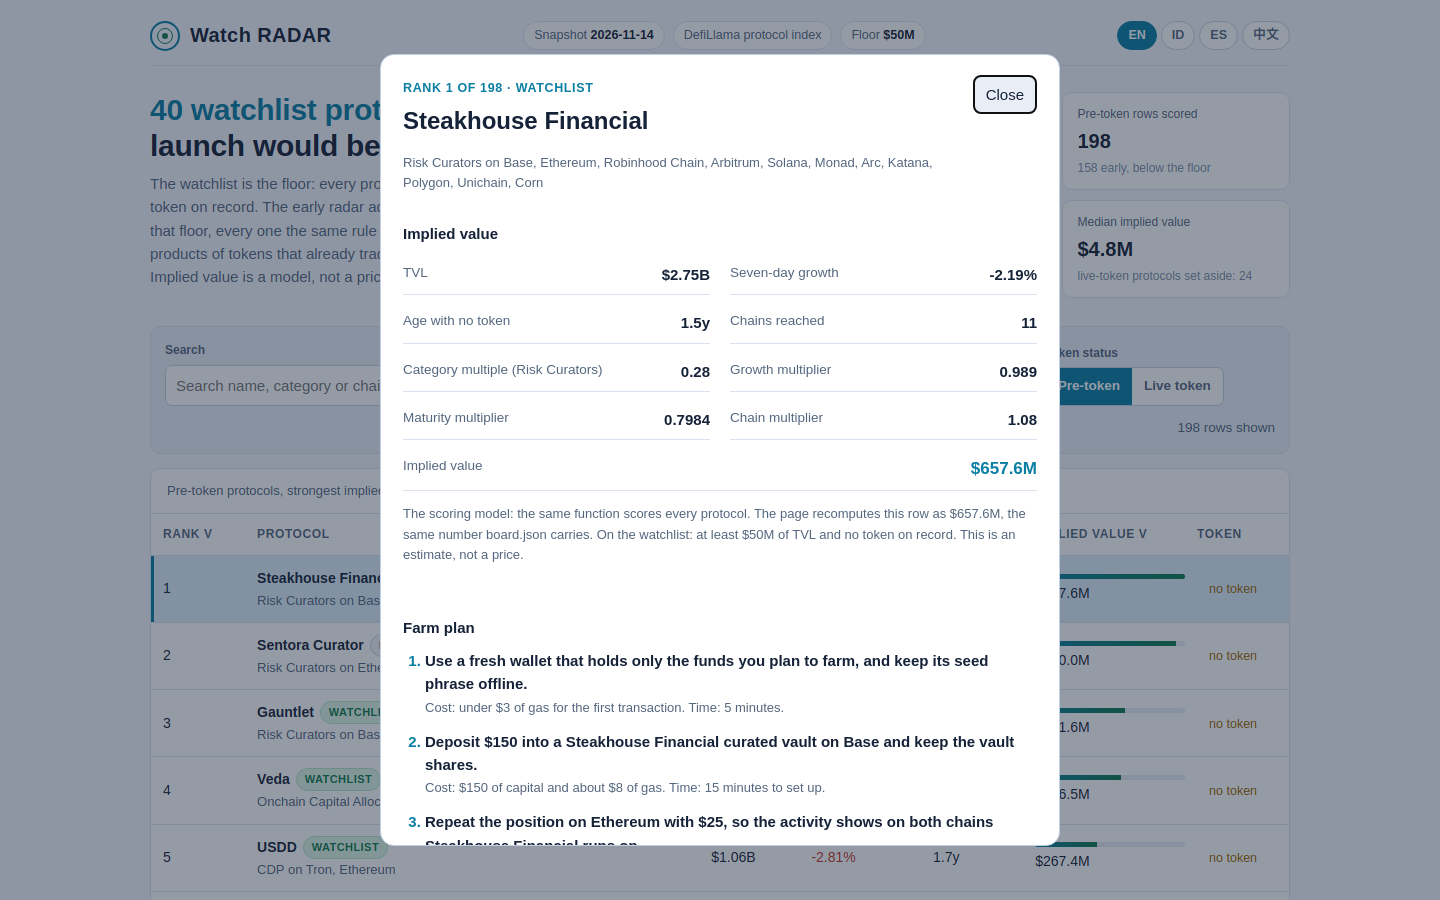 Watch RADAR
Snapshot 2026-11-14
DefiLlama protocol index
Floor $50M
EN
ID
ES
中文
40 watchlist prot
launch would be
The watchlist is the floor: every pro
token on record. The early radar a
that floor, every one the same rule
products of tokens that already trad
Implied value is a model, not a pric
Pre-token rows scored
198
158 early, below the floor
Median implied value
$4.8M
live-token protocols set aside: 24
Search
Search name, category or chai
ken status
Pre-token
Live token
198 rows shown
Pre-token protocols, strongest implied
RANK V
PROTOCOL
LIED VALUE V
TOKEN
1
Steakhouse Financ
Risk Curators on Bas
7.6M
no token
2
Sentora Curator
Risk Curators on Ethe
0.0M
no token
3
Gauntlet
WATCHLI
Risk Curators on Bas
1.6M
no token
4
Veda
WATCHLIST
Onchain Capital Alloc
6.5M
no token
5
USDD
WATCHLIST
CDP on Tron, Ethereum
$1.06B
-2.81%
1.7y
$267.4M
no token
RANK 1 OF 198 · WATCHLIST
Steakhouse Financial
Close
Risk Curators on Base, Ethereum, Robinhood Chain, Arbitrum, Solana, Monad, Arc, Katana,
Polygon, Unichain, Corn
Implied value
TVL
$2.75B
Seven-day growth
-2.19%
Age with no token
1.5y
Chains reached
11
Category multiple (Risk Curators)
0.28
Growth multiplier
0.989
Maturity multiplier
0.7984
Chain multiplier
1.08
Implied value
$657.6M
The scoring model: the same function scores every protocol. The page recomputes this row as $657.6M, the
same number board.json carries. On the watchlist: at least $50M of TVL and no token on record. This is an
estimate, not a price.
Farm plan
1. Use a fresh wallet that holds only the funds you plan to farm, and keep its seed
phrase offline.
Cost: under $3 of gas for the first transaction. Time: 5 minutes.
2. Deposit $150 into a Steakhouse Financial curated vault on Base and keep the vault
shares.
Cost: $150 of capital and about $8 of gas. Time: 15 minutes to set up.
3. Repeat the position on Ethereum with $25, so the activity shows on both chains
Steakhouse Financial runs on.